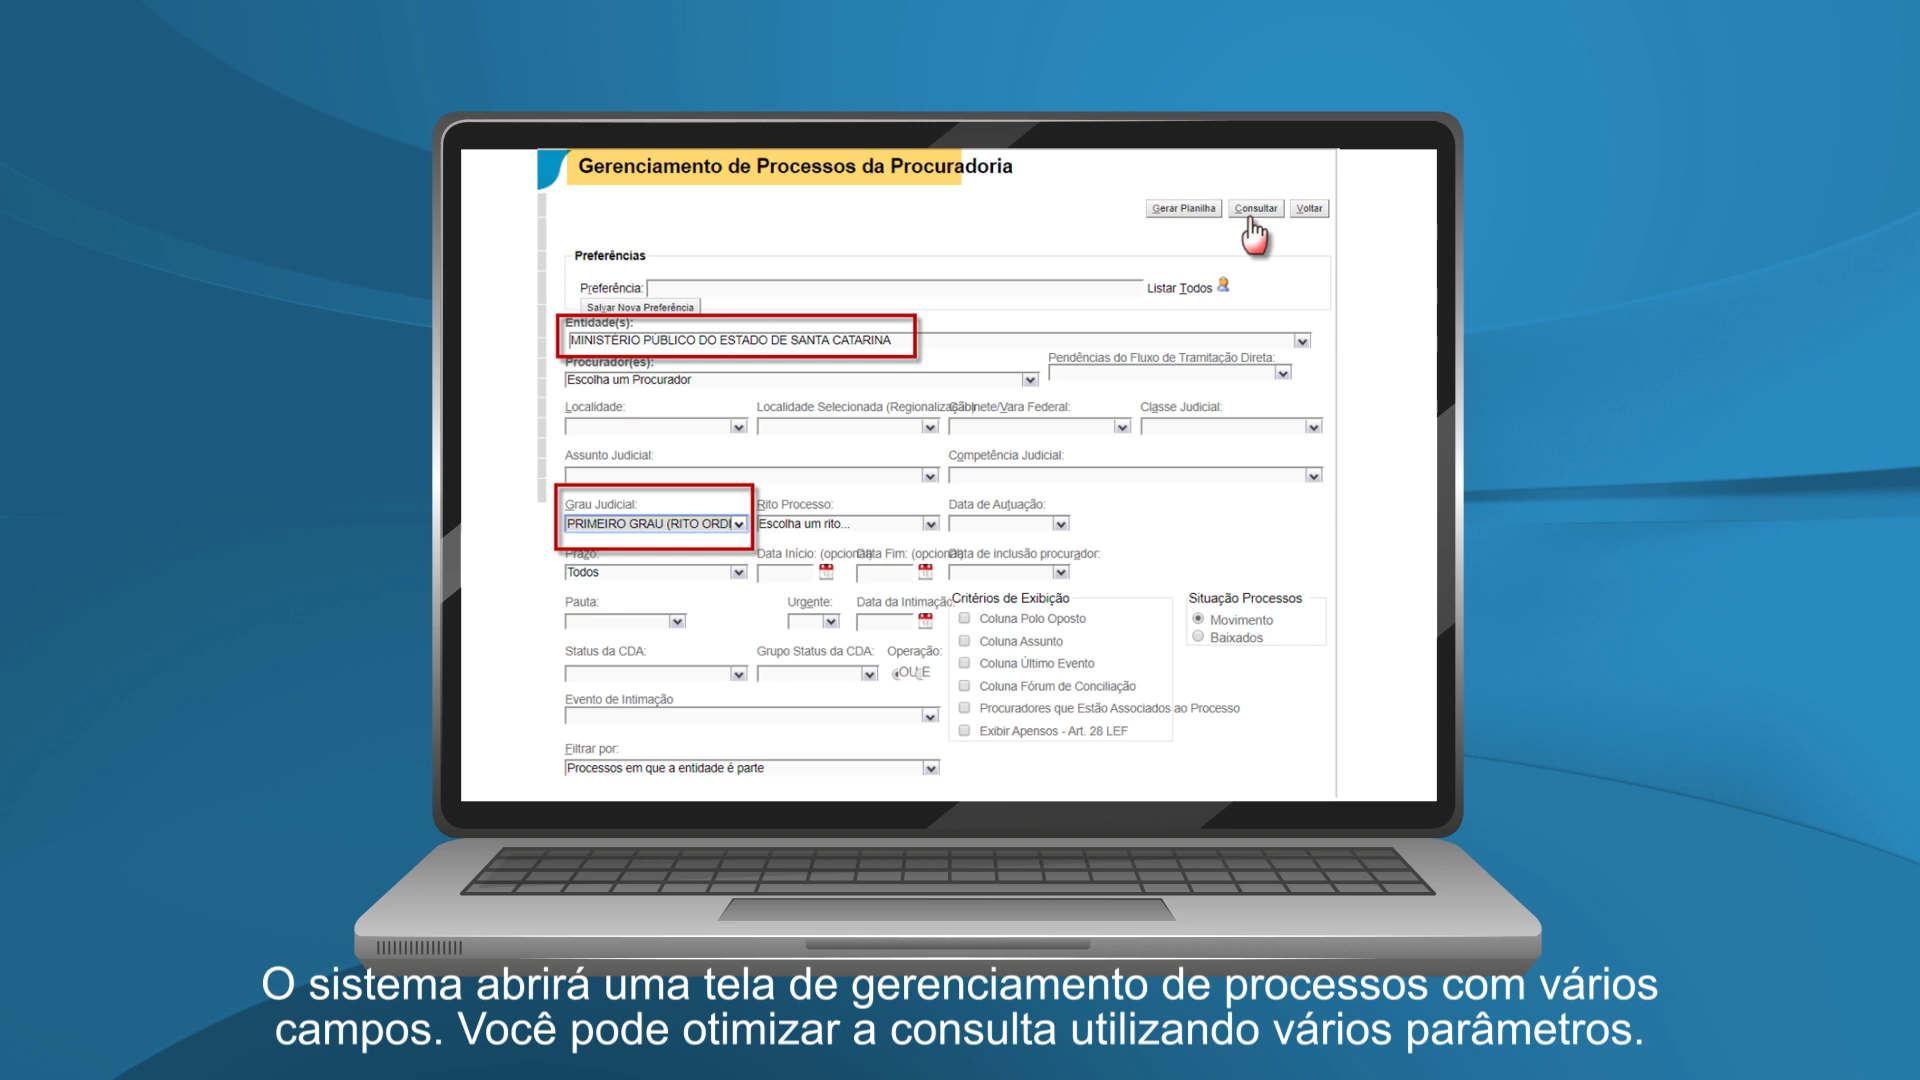 Gerenciamento de Processos da Procuradoria
Gerar Planilha Consultar Voltar
Preferências
Preferência: Listar Todos
Salvar Nova Preferência
Entidade(s):
MINISTÉRIO PÚBLICO DO ESTADO DE SANTA CATARINA
Procurador(es): Pendências do Fluxo de Tramitação Direta:
Escolha um Procurador
Localidade: Localidade Selecionada (Regionalização) Gabinete/Vara Federal: Classe Judicial:
Assunto Judicial: Competência Judicial:
Grau Judicial: Rito Processo: Data de Autuação:
PRIMEIRO GRAU (RITO ORDI Escolha um rito...
Prazo: Data Início: (opcional) Data Fim: (opcional) Data de inclusão procurador:
Todos
Pauta: Urgente: Data da Intimação: Critérios de Exibição Situação Processos
Coluna Polo Oposto Movimento
Coluna Assunto Baixados
Status da CDA: Grupo Status da CDA: Operação:
Coluna Último Evento
OU E
Coluna Fórum de Conciliação
Evento de Intimação
Procuradores que Estão Associados ao Processo
Exibir Apensos - Art. 28 LEF
Filtrar por:
Processos em que a entidade é parte
O sistema abrirá uma tela de gerenciamento de processos com vários
campos. Você pode otimizar a consulta utilizando vários parâmetros.